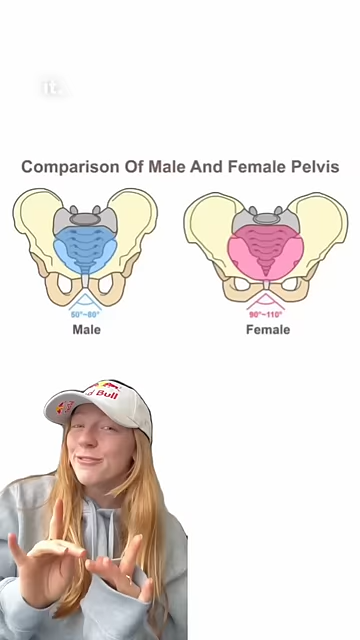 it.
Comparison Of Male And Female Pelvis
50°~80°
90°~110°
Male
Female
Red Bull